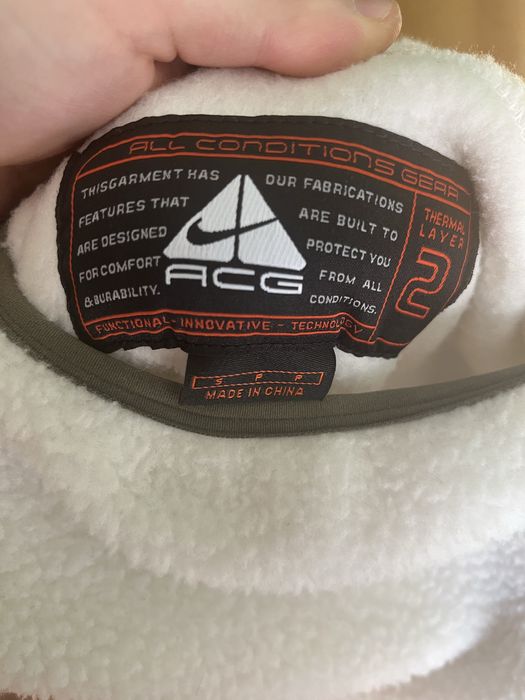 ALL CONDITIONS GEAR
THISGARMENT HAS
FEATURES THAT
ARE DESIGNED
FOR COMFORT
& DURABILITY.
ACG
OUR FABRICATIONS
ARE BUILT TO
PROTECT YOU
FROM ALL
CONDITIONS.
THERMAL
LAYER
2
FUNCTIONAL - INNOVATIVE - TECHNOLOGY
S P P
MADE IN CHINA